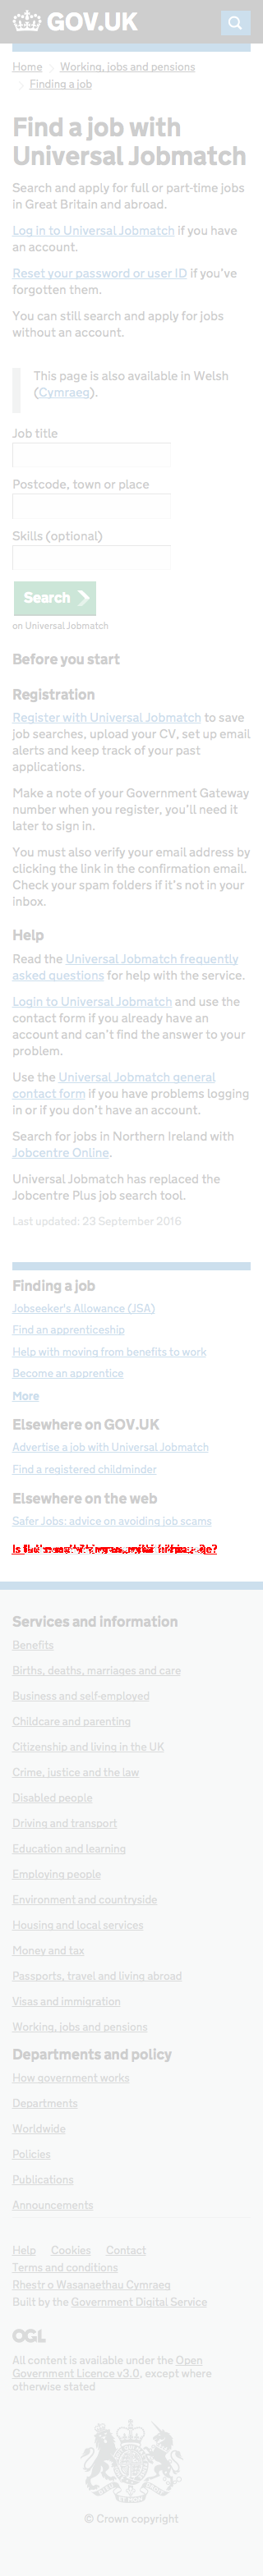 GOV.UK
Home > Working, jobs and pensions
> Finding a job
Find a job with
Universal Jobmatch
Search and apply for full or part-time jobs
in Great Britain and abroad.
Log in to Universal Jobmatch if you have
an account.
Reset your password or user ID if you've
forgotten them.
You can still search and apply for jobs
without an account.
This page is also available in Welsh
(Cymraeg).
Job title
Postcode, town or place
Skills (optional)
Search
on Universal Jobmatch
Before you start
Registration
Register with Universal Jobmatch to save
job searches, upload your CV, set up email
alerts and keep track of your past
applications.
Make a note of your Government Gateway
number when you register, you'll need it
later to sign in.
You must also verify your email address by
clicking the link in the confirmation email.
Check your spam folders if it's not in your
inbox.
Help
Read the Universal Jobmatch frequently
asked questions for help with the service.
Login to Universal Jobmatch and use the
contact form if you already have an
account and can't find the answer to your
problem.
Use the Universal Jobmatch general
contact form if you have problems logging
in or if you don't have an account.
Search for jobs in Northern Ireland with
Jobcentre Online.
Universal Jobmatch has replaced the
Jobcentre Plus job search tool.
Last updated: 23 September 2016
Finding a job
Jobseeker's Allowance (JSA)
Find an apprenticeship
Help with moving from benefits to work
Become an apprentice
More
Elsewhere on GOV.UK
Advertise a job with Universal Jobmatch
Find a registered childminder
Elsewhere on the web
Safer Jobs: advice on avoiding job scams
Services and information
Benefits
Births, deaths, marriages and care
Business and self-employed
Childcare and parenting
Citizenship and living in the UK
Crime, justice and the law
Disabled people
Driving and transport
Education and learning
Employing people
Environment and countryside
Housing and local services
Money and tax
Passports, travel and living abroad
Visas and immigration
Working, jobs and pensions
Departments and policy
How government works
Departments
Worldwide
Policies
Publications
Announcements
Help Cookies Contact
Terms and conditions
Rhestr o Wasanaethau Cymraeg
Built by the Government Digital Service
OGL
All content is available under the Open
Government Licence v3.0, except where
otherwise stated
© Crown copyright